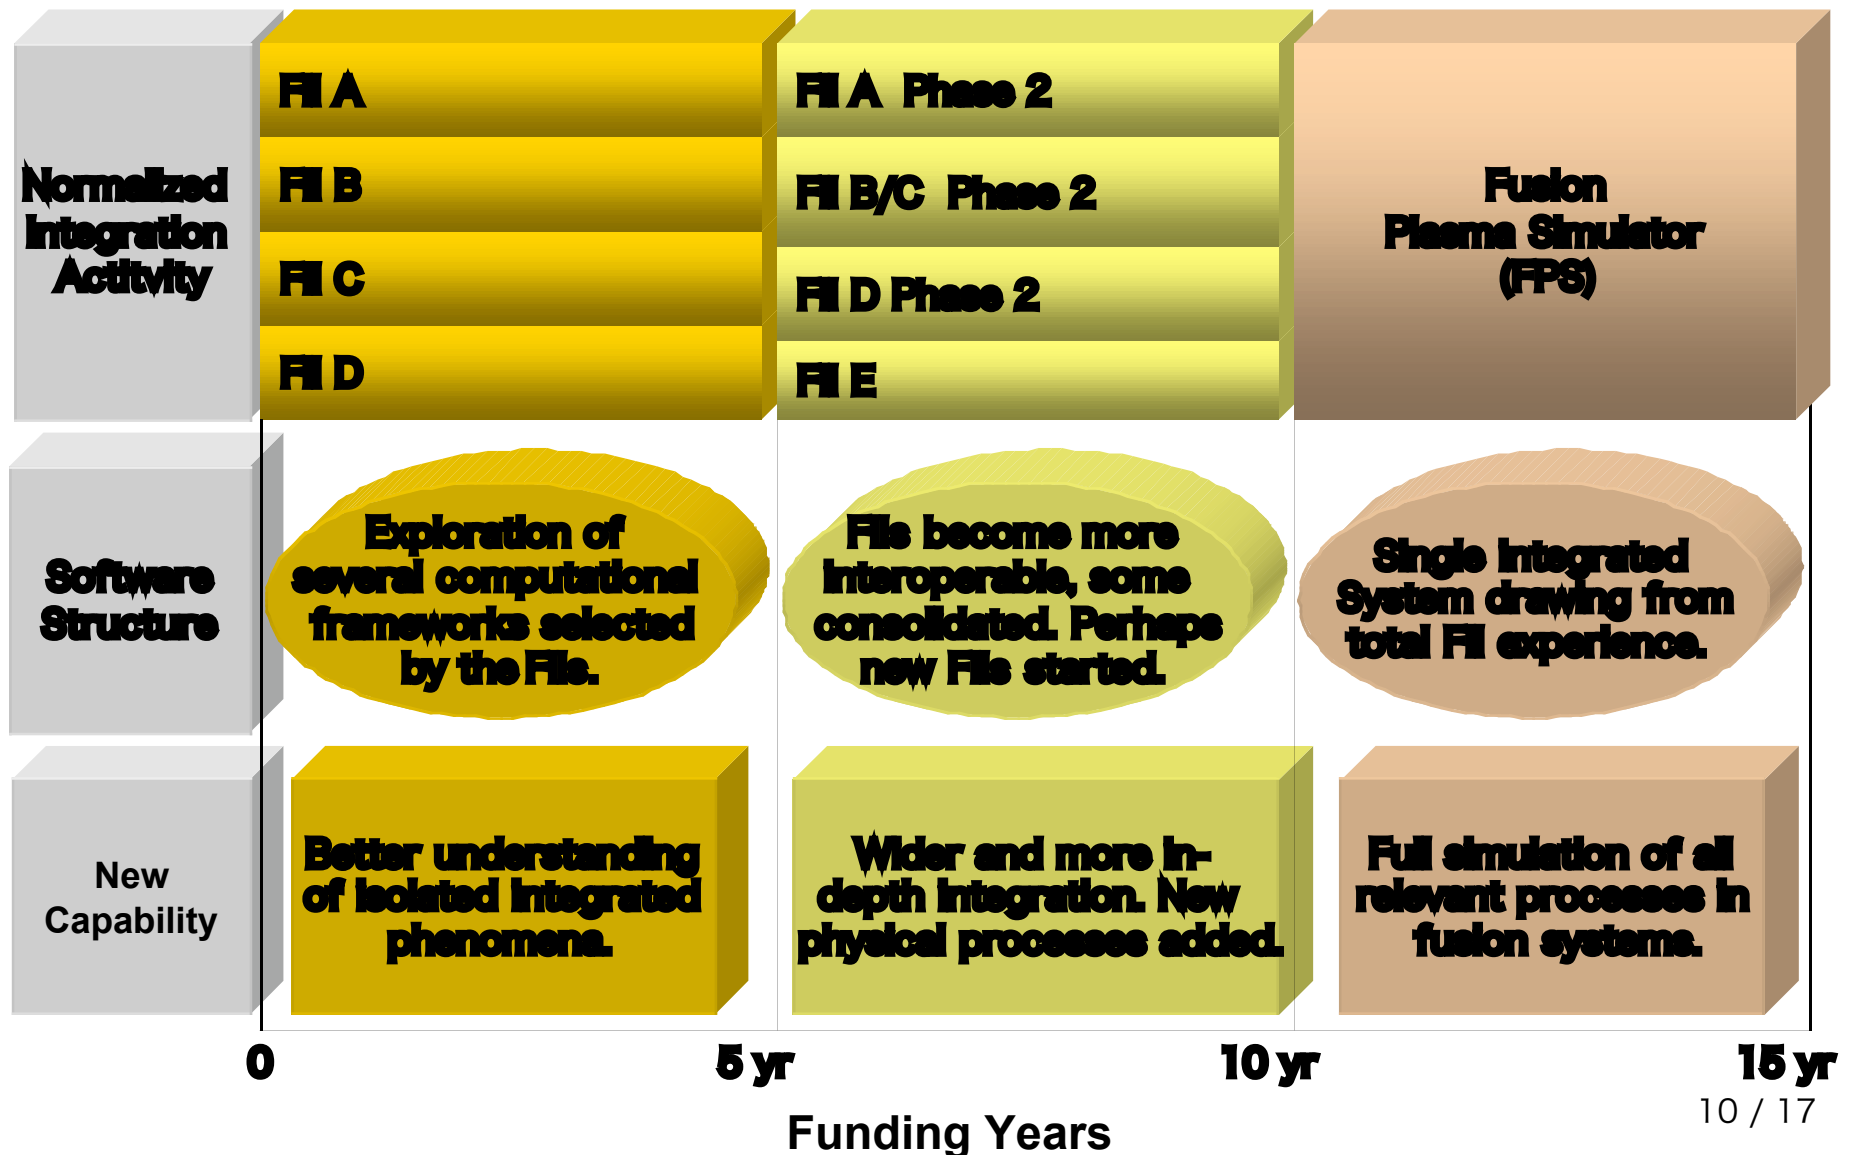 Normalized
Integration
Actitvity
FII A
FII B
FII C
FII D
FII A Phase 2
FII B/C Phase 2
FII D Phase 2
FII E
Fusion
Plasma Simulator
(FPS)
Software
Structure
Exploration of
several computational
frameworks selected
by the FIIs.
FIIs become more
interoperable, some
consolidated. Perhaps
new FIIs started.
Single integrated
System drawing from
total FII experience.
New
Capability
Better understanding
of isolated integrated
phenomena.
Wider and more in-
depth integration. New
physical processes added.
Full simulation of all
relevant processes in
fusion systems.
0
5 yr
10 yr
15 yr
Funding Years
10 / 17